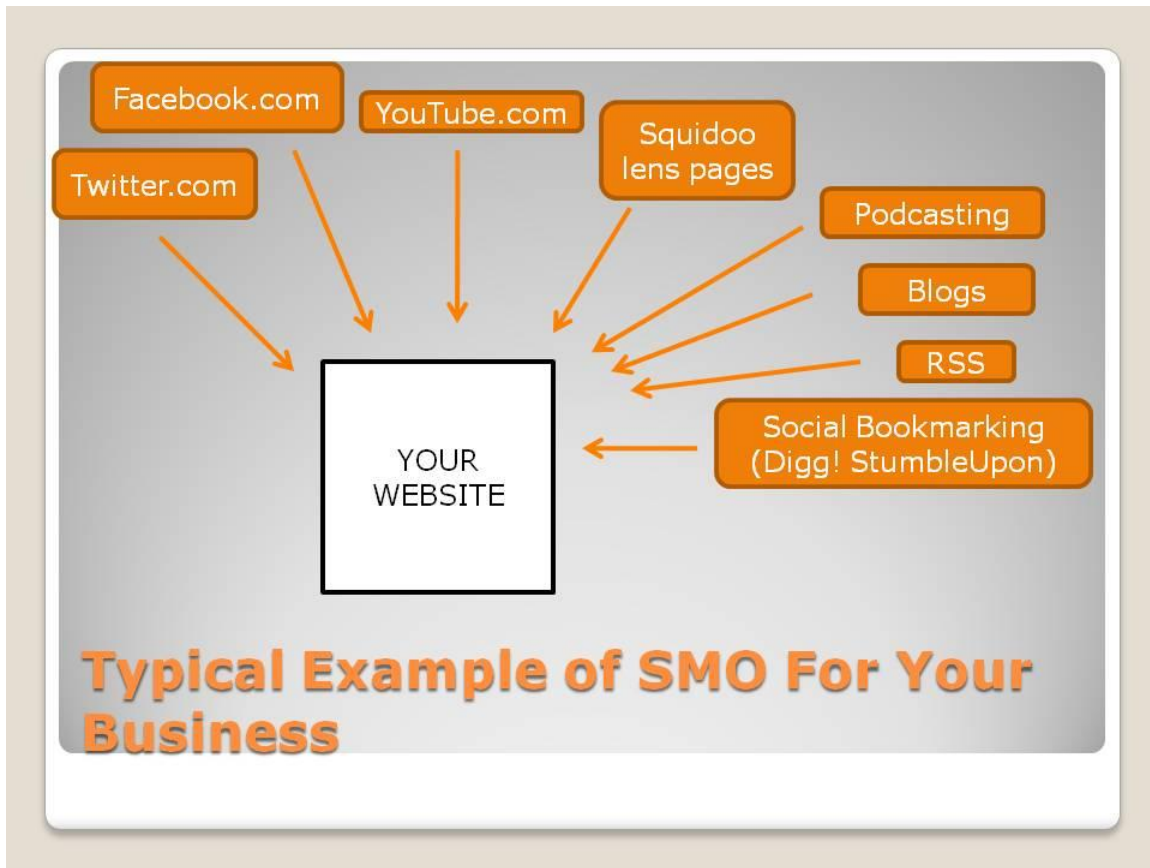 Facebook.com
YouTube.com
Squidoo
lens pages
Twitter.com
Podcasting
Blogs
RSS
Social Bookmarking
(Digg! StumbleUpon)
YOUR
WEBSITE
Typical Example of SMO For Your
Business